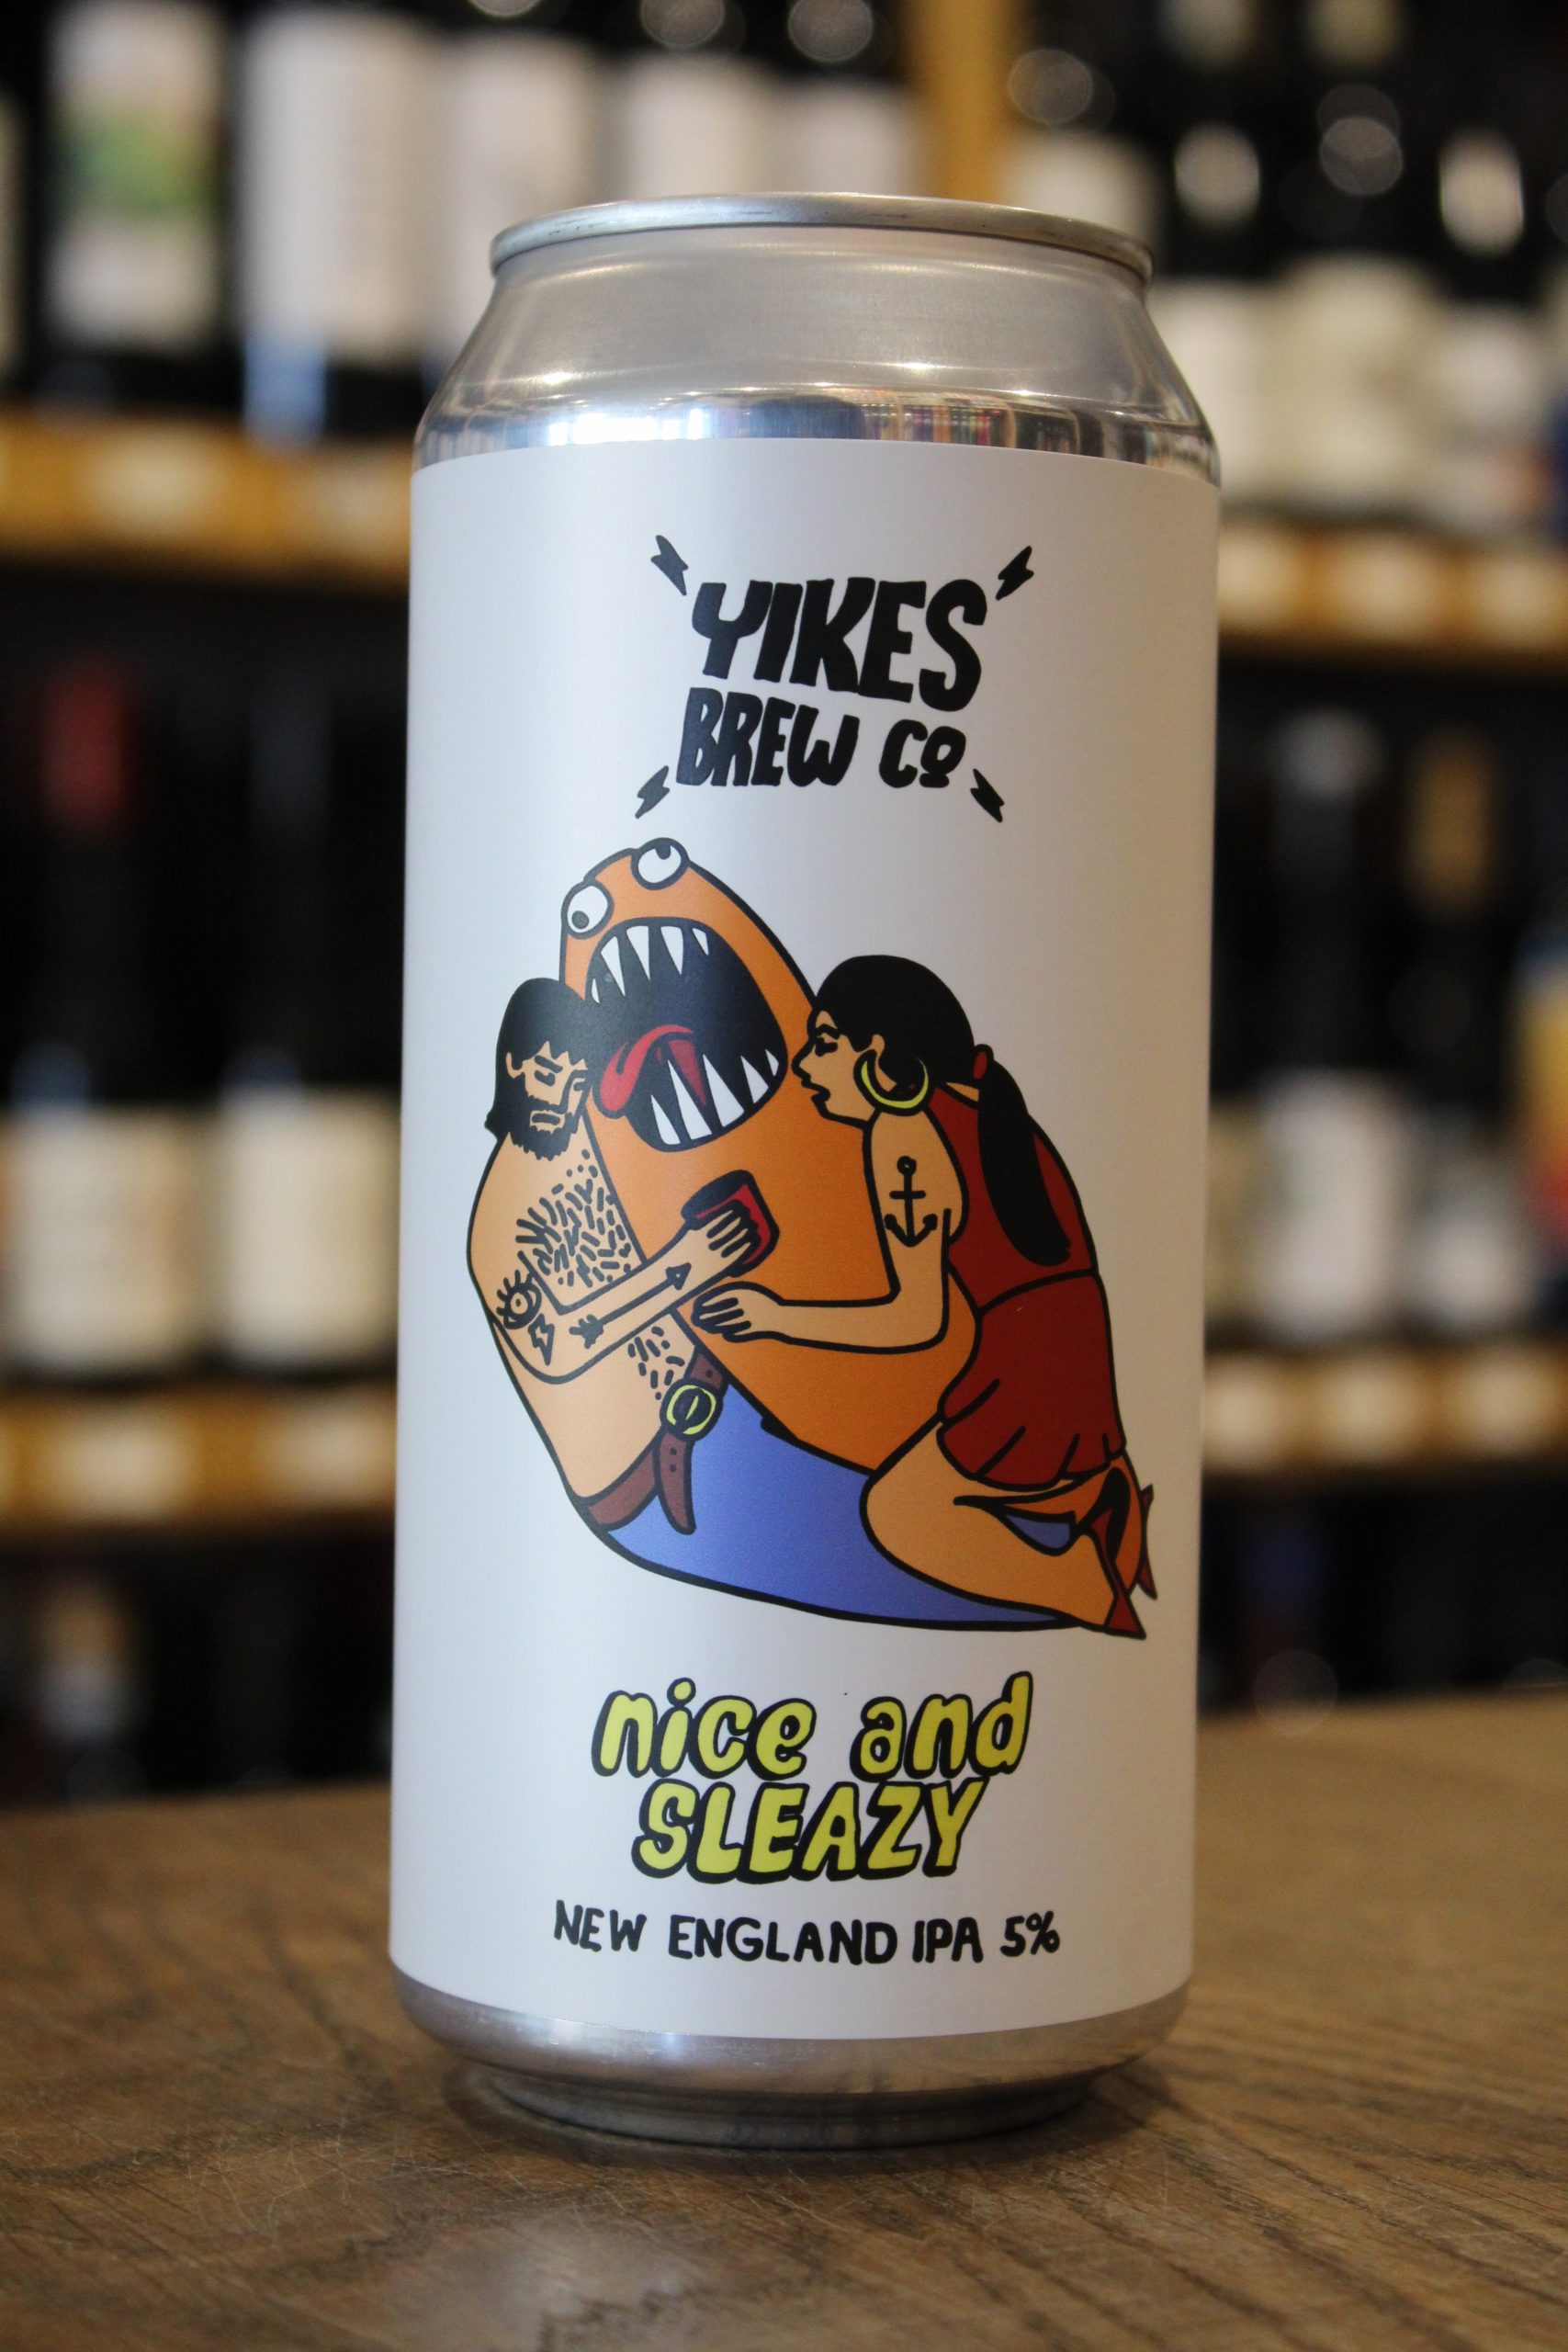 YIKES
BREW Co
nice and
SLEAZY
NEW ENGLAND IPA 5%